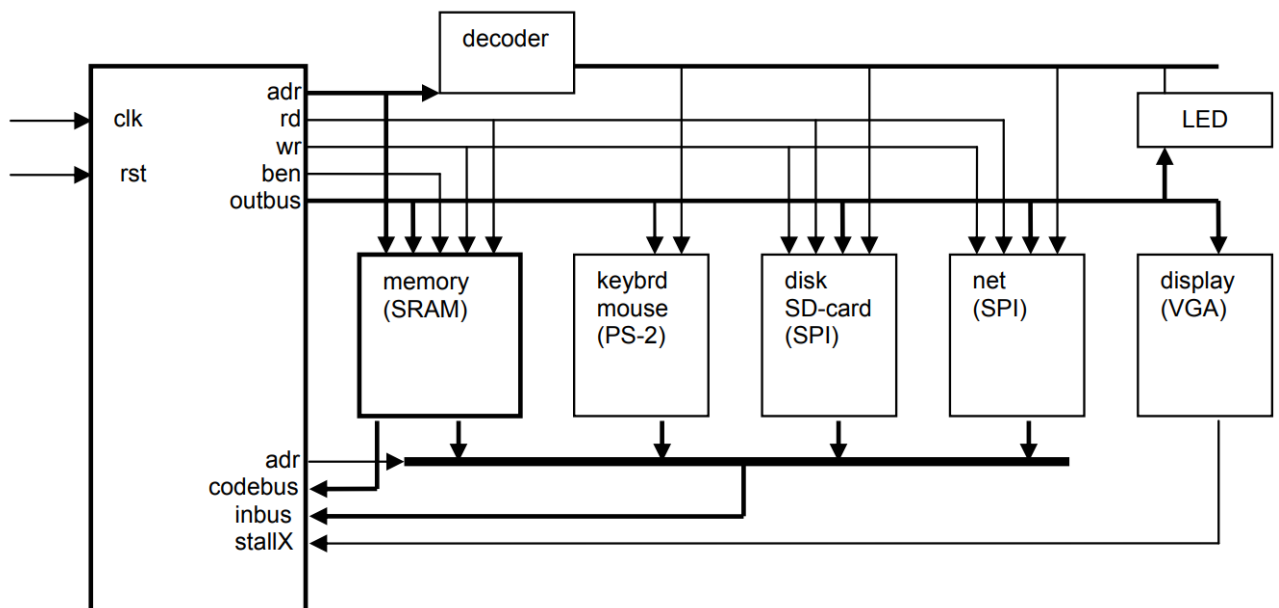 decoder
adr
clk
rd
LED
wr
rst
ben
outbus
memory
(SRAM)
keybrd
mouse
(PS-2)
disk
SD-card
(SPI)
net
(SPI)
display
(VGA)
adr
codebus
inbus
stallX